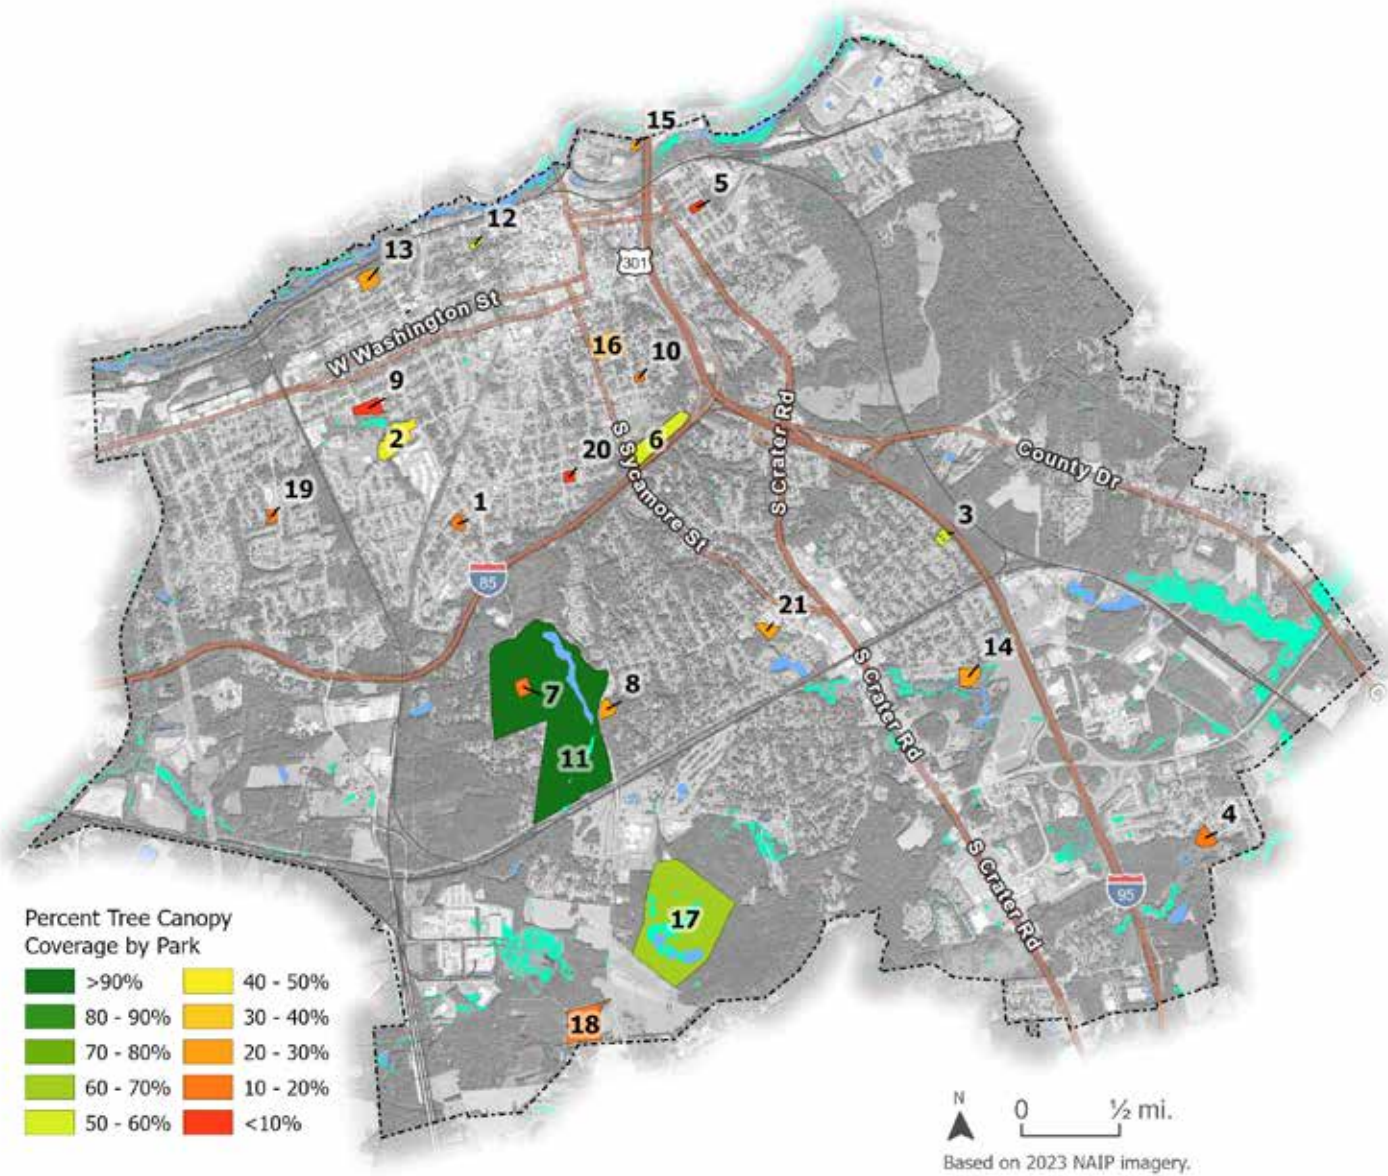 15
5
12
13
301
W Washington St
16
10
9
2
S Sycamore St
6
20
S Crater Rd
County Dr
19
1
3
85
21
14
S Crater Rd
7
8
11
4
S Crater Rd
95
17
18
Percent Tree Canopy
Coverage by Park
>90%
80 - 90%
70 - 80%
60 - 70%
50 - 60%
40 - 50%
30 - 40%
20 - 30%
10 - 20%
<10%
N
0 ½ mi.
Based on 2023 NAIP imagery.